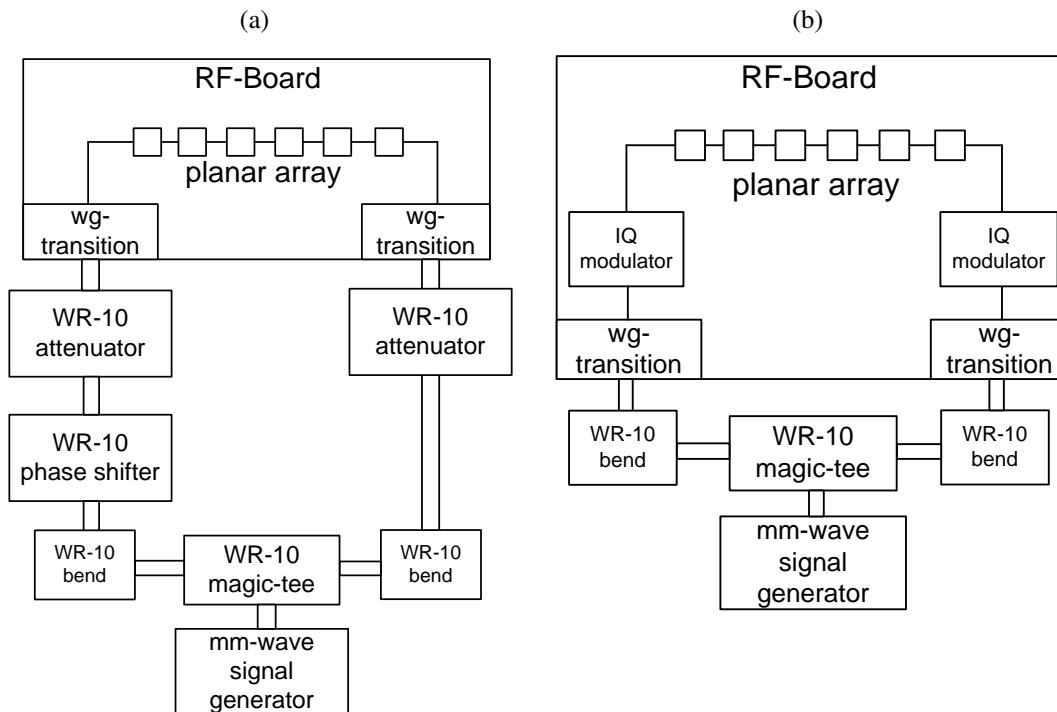 (a)
RF-Board
planar array
wg-
transition
wg-
transition
WR-10
attenuator
WR-10
attenuator
WR-10
phase shifter
WR-10
bend
WR-10
magic-tee
WR-10
bend
mm-wave
signal
generator
(b)
RF-Board
planar array
IQ
modulator
IQ
modulator
wg-
transition
wg-
transition
WR-10
bend
WR-10
magic-tee
WR-10
bend
mm-wave
signal
generator